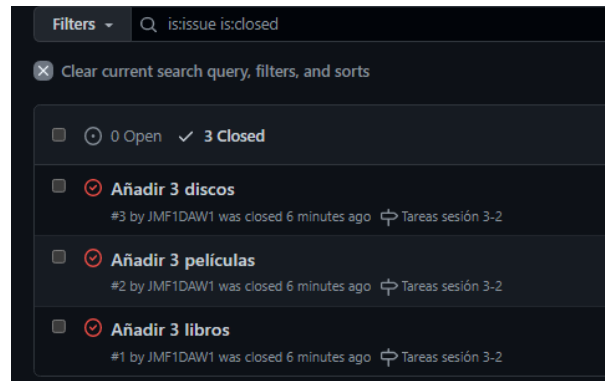 Filters is:issue is:closed
Clear current search query, filters, and sorts
0 Open 3 Closed
Añadir 3 discos
#3 by JMF1DAW1 was closed 6 minutes ago Tareas sesión 3-2
Añadir 3 películas
#2 by JMF1DAW1 was closed 6 minutes ago Tareas sesión 3-2
Añadir 3 libros
#1 by JMF1DAW1 was closed 6 minutes ago Tareas sesión 3-2